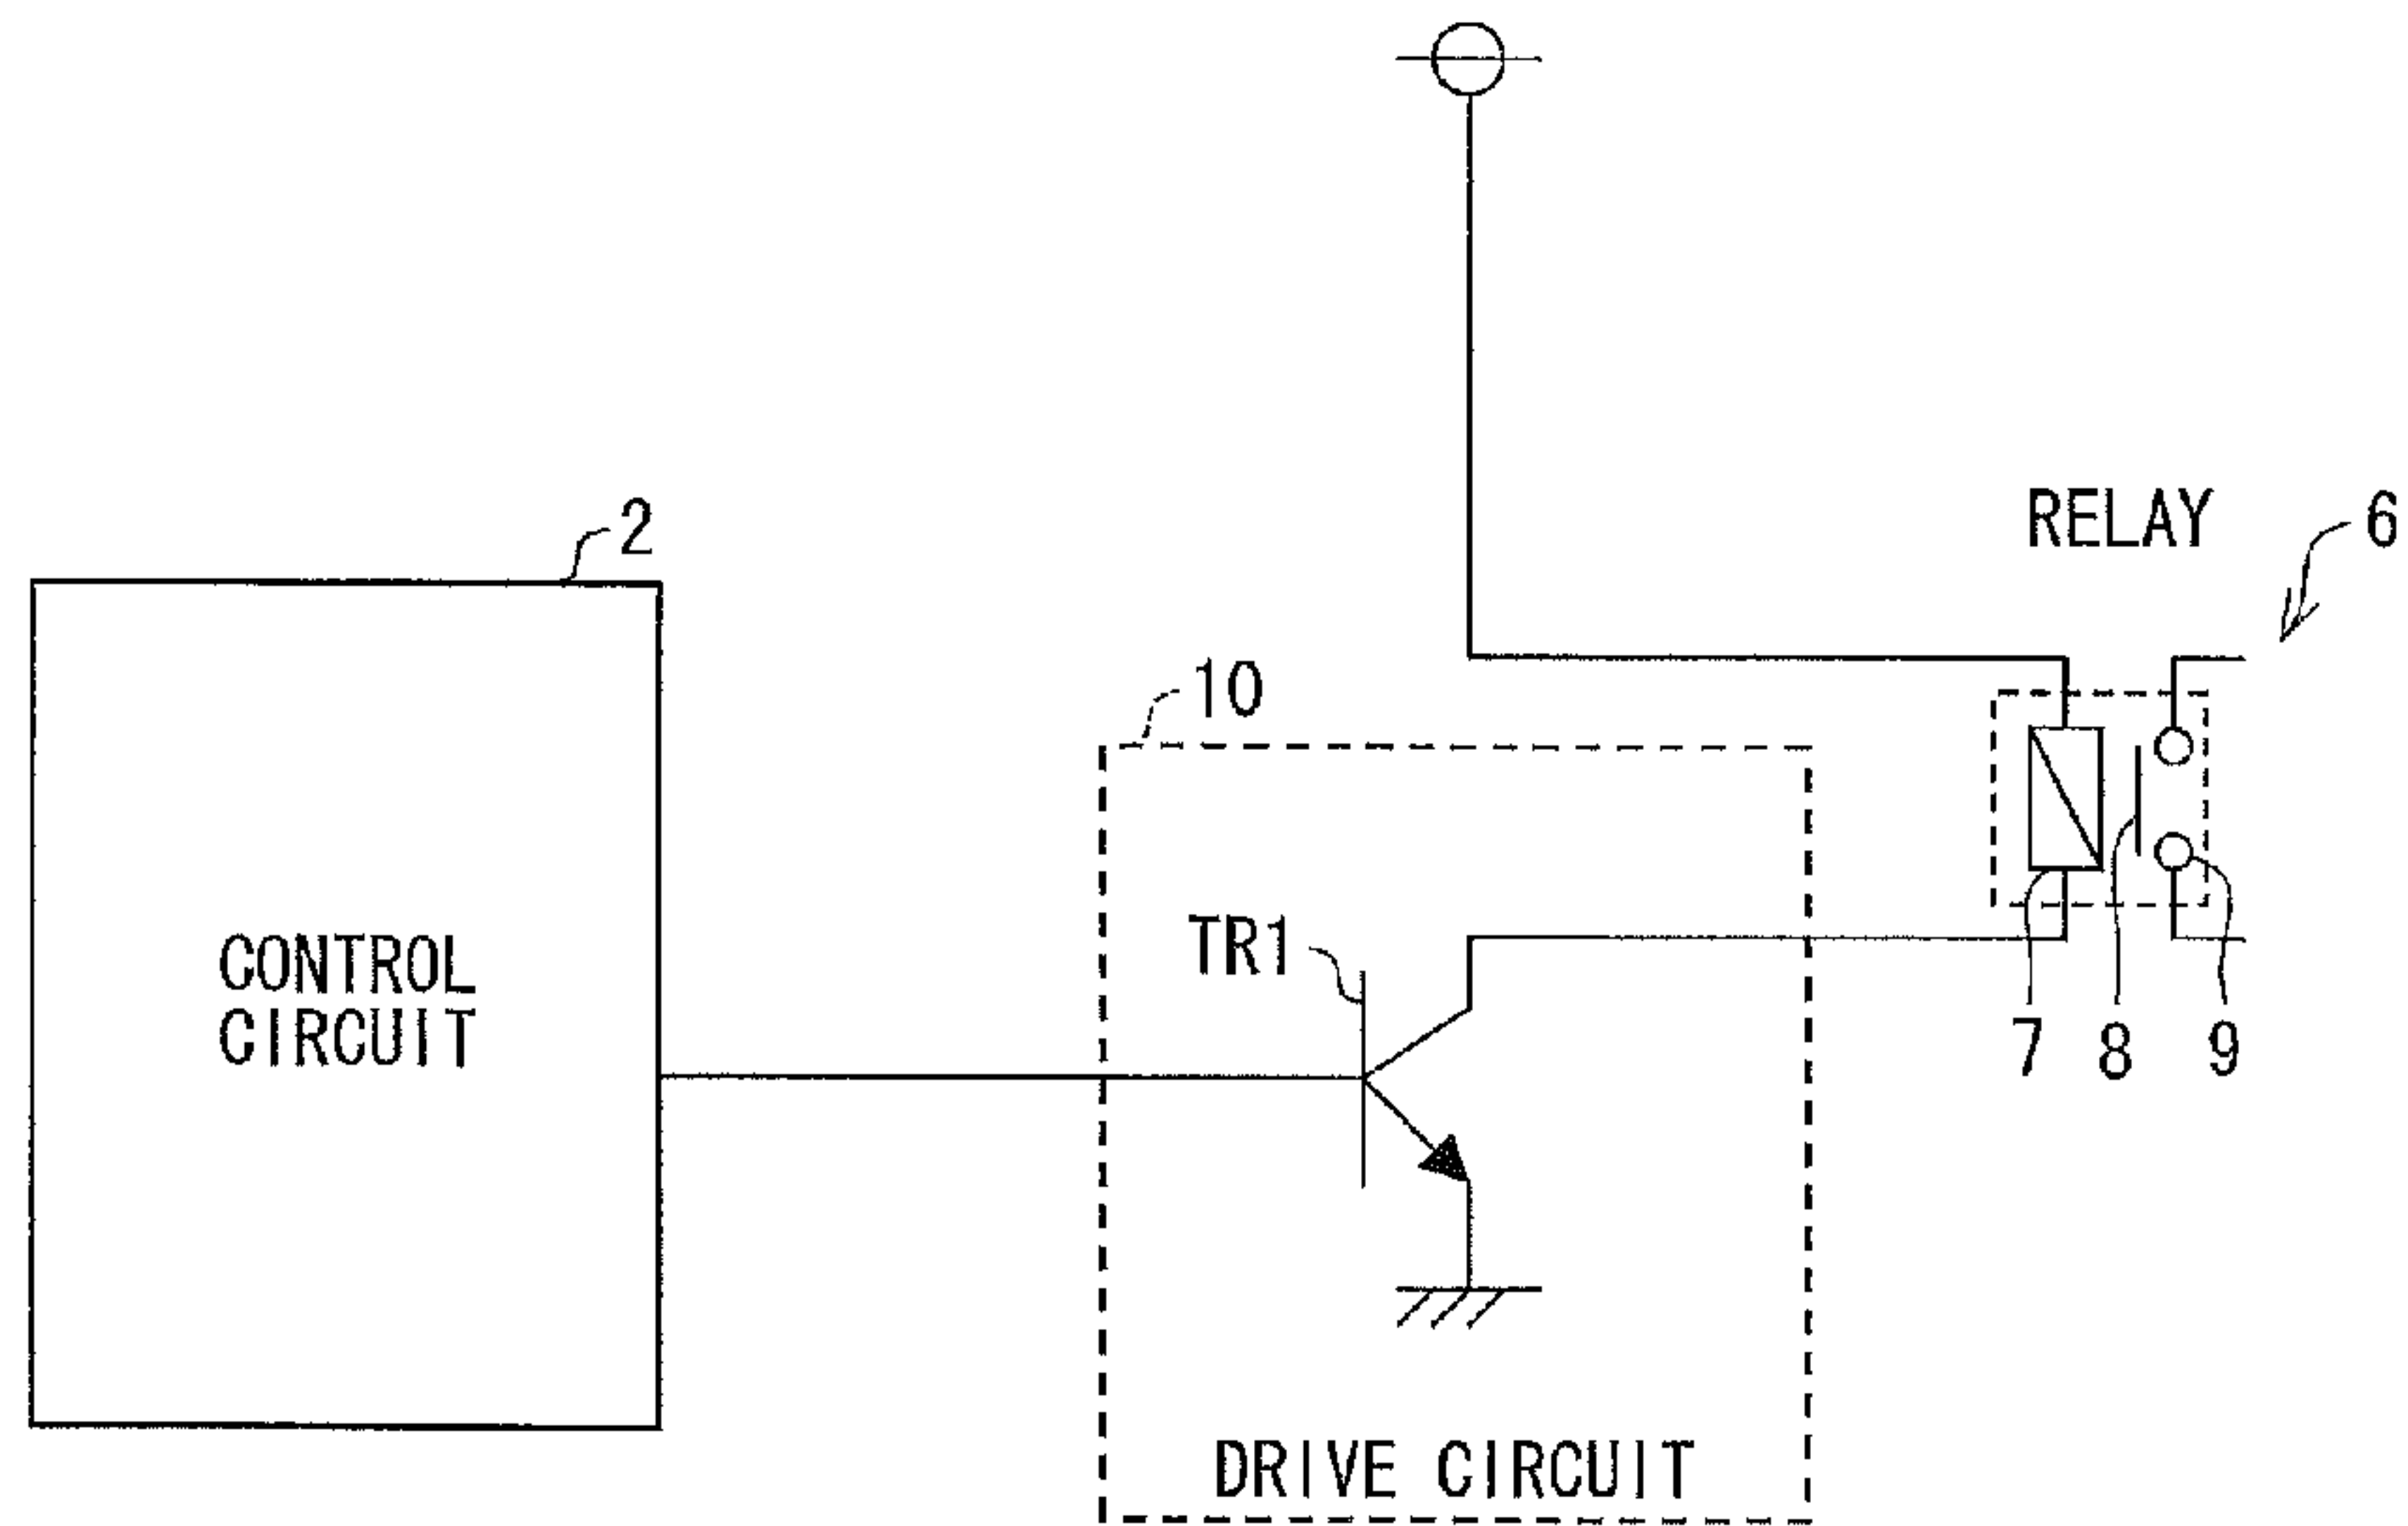 RELAY
6
2
10
TR1
CONTROL
CIRCUIT
7 8 9
DRIVE CIRCUIT